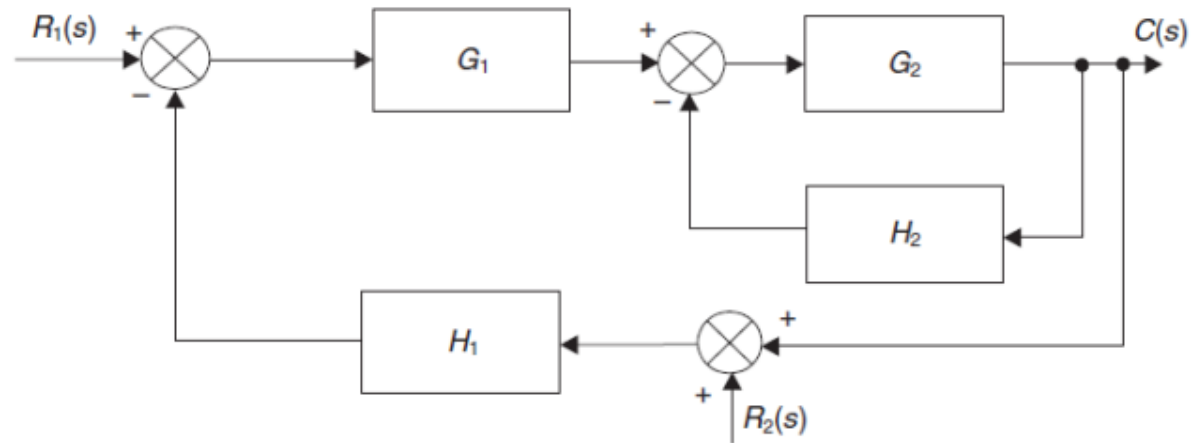 R₁(s) + − G₁ + − G₂ C(s)
H₂
H₁ + +
R₂(s)